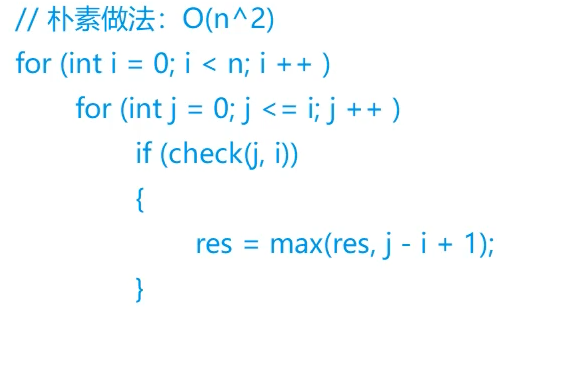 // 朴素做法：O(n^2)
for (int i = 0; i < n; i ++ )
for (int j = 0; j <= i; j ++ )
if (check(j, i))
{
res = max(res, j - i + 1);
}